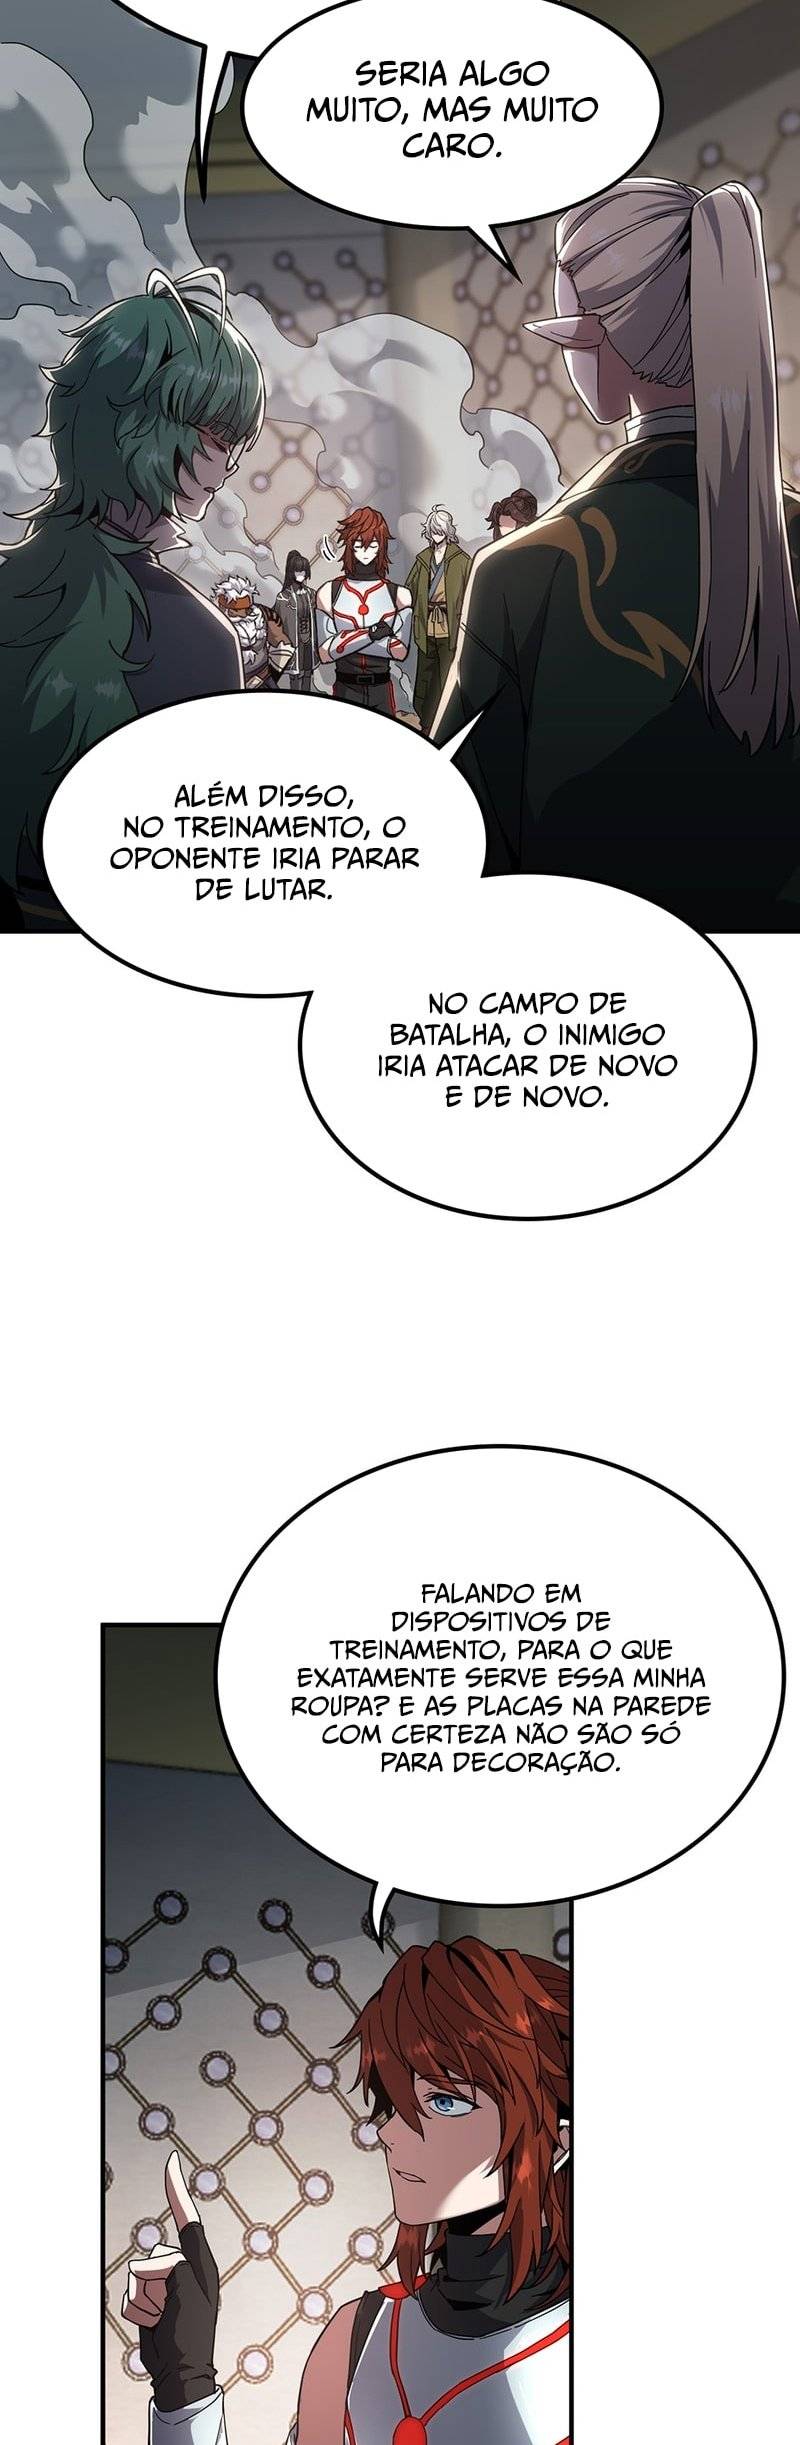 SERIA ALGO
MUITO, MAS MUITO
CARO.
ALÉM DISSO,
NO TREINAMENTO, O
OPONENTE IRIA PARAR
DE LUTAR.
NO CAMPO DE
BATALHA, O INIMIGO
IRIA ATACAR DE NOVO
E DE NOVO.
FALANDO EM
DISPOSITIVOS DE
TREINAMENTO, PARA O QUE
EXATAMENTE SERVE ESSA MINHA
ROUPA? E AS PLACAS NA PAREDE
COM CERTEZA NÃO SÃO SÓ
PARA DECORAÇÃO.